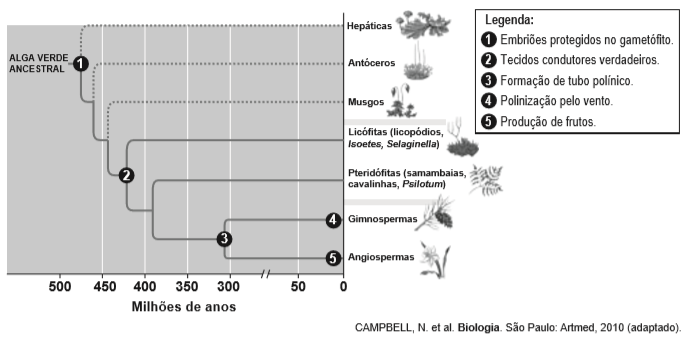 Hepáticas
ALGA VERDE
ANCESTRAL
1
Antóceros
Musgos
Licófitas (licopódios,
Isoetes, Selaginella)
2
Pteridófitas (samambaias,
cavalinhas, Psilotum)
4
Gimnospermas
3
5
Angiospermas
500 450 400 350 300 50 0
Milhões de anos
Legenda:
1 Embriões protegidos no gametófito.
2 Tecidos condutores verdadeiros.
3 Formação de tubo polínico.
4 Polinização pelo vento.
5 Produção de frutos.
CAMPBELL, N. et al. Biologia. São Paulo: Artmed, 2010 (adaptado).